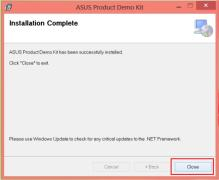 ASUS Product Demo Kit
Installation Complete
ASUS Product Demo Kit has been successfully installed.
Click "Close" to exit.
Please use Windows Update to check for any critical updates to the .NET Framework.
Cancel
< Back
Close